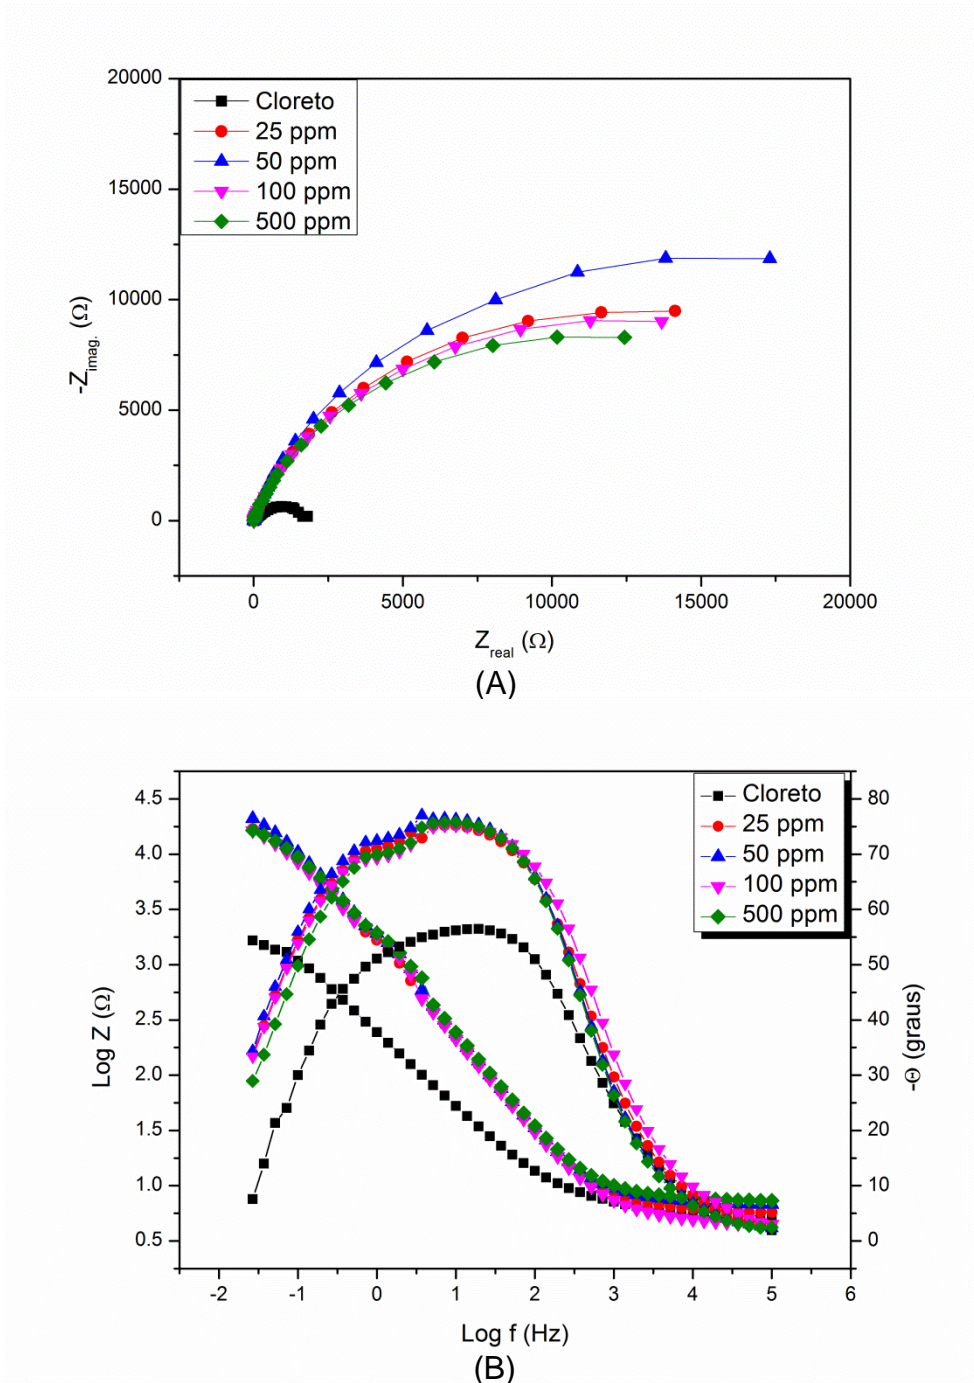 20000
15000
10000
5000
0
-Z imag. (Ω)
Cloreto
25 ppm
50 ppm
100 ppm
500 ppm
0 5000 10000 15000 20000
Z real (Ω)
(A)
4.5
4.0
3.5
3.0
2.5
2.0
1.5
1.0
0.5
Log Z (Ω)
Cloreto
25 ppm
50 ppm
100 ppm
500 ppm
80
70
60
50
40
30
20
10
0
-Θ (graus)
-2 -1 0 1 2 3 4 5 6
Log f (Hz)
(B)